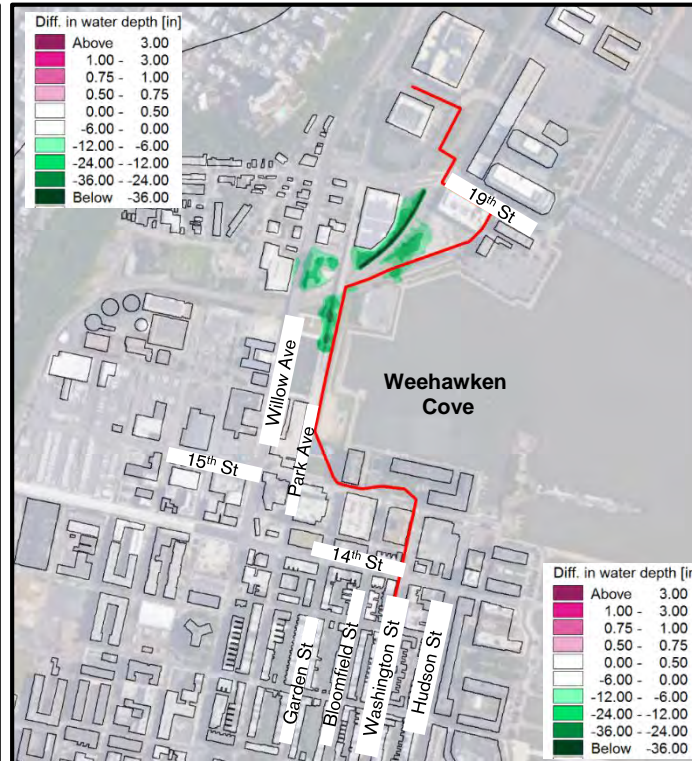 Diff. in water depth [in]
Above 3.00
1.00 - 3.00
0.75 - 1.00
0.50 - 0.75
0.00 - 0.50
-6.00 - 0.00
-12.00 - -6.00
-24.00 - -12.00
-36.00 - -24.00
Below -36.00
19th St
Weehawken
Cove
Willow Ave
Park Ave
15th St
14th St
Garden St
Bloomfield St
Washington St
Hudson St
Diff. in water depth [in
Above 3.00
1.00 - 3.00
0.75 - 1.00
0.50 - 0.75
0.00 - 0.50
-6.00 - 0.00
-12.00 - -6.00
-24.00 - -12.00
-36.00 - -24.00
Below -36.00